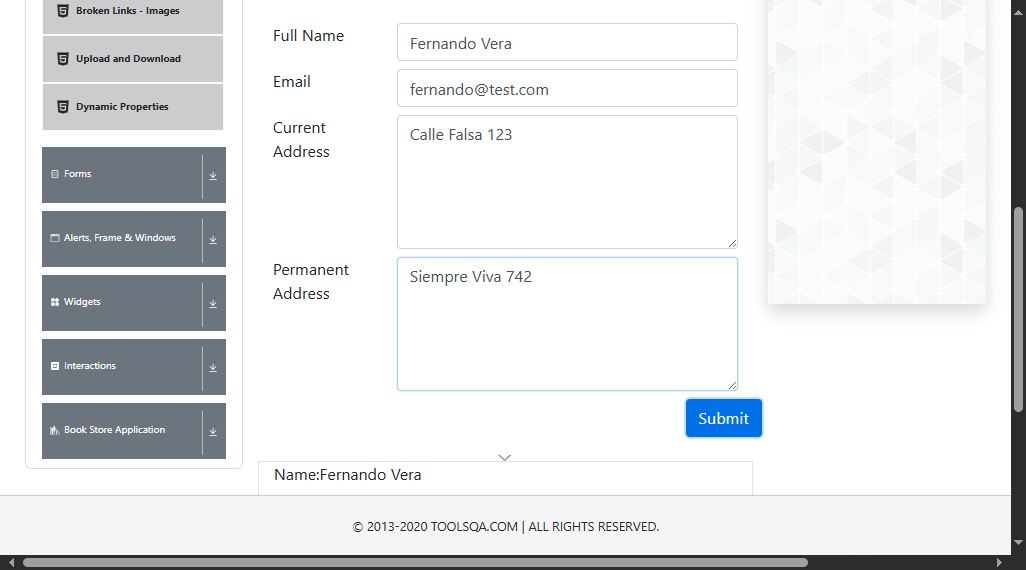 Broken Links - Images
Upload and Download
Dynamic Properties
Forms
Alerts, Frame & Windows
Widgets
Interactions
Book Store Application
Full Name
Fernando Vera
Email
fernando@test.com
Current
Address
Calle Falsa 123
Permanent
Address
Siempre Viva 742
Submit
Name:Fernando Vera
© 2013-2020 TOOLSQA.COM | ALL RIGHTS RESERVED.